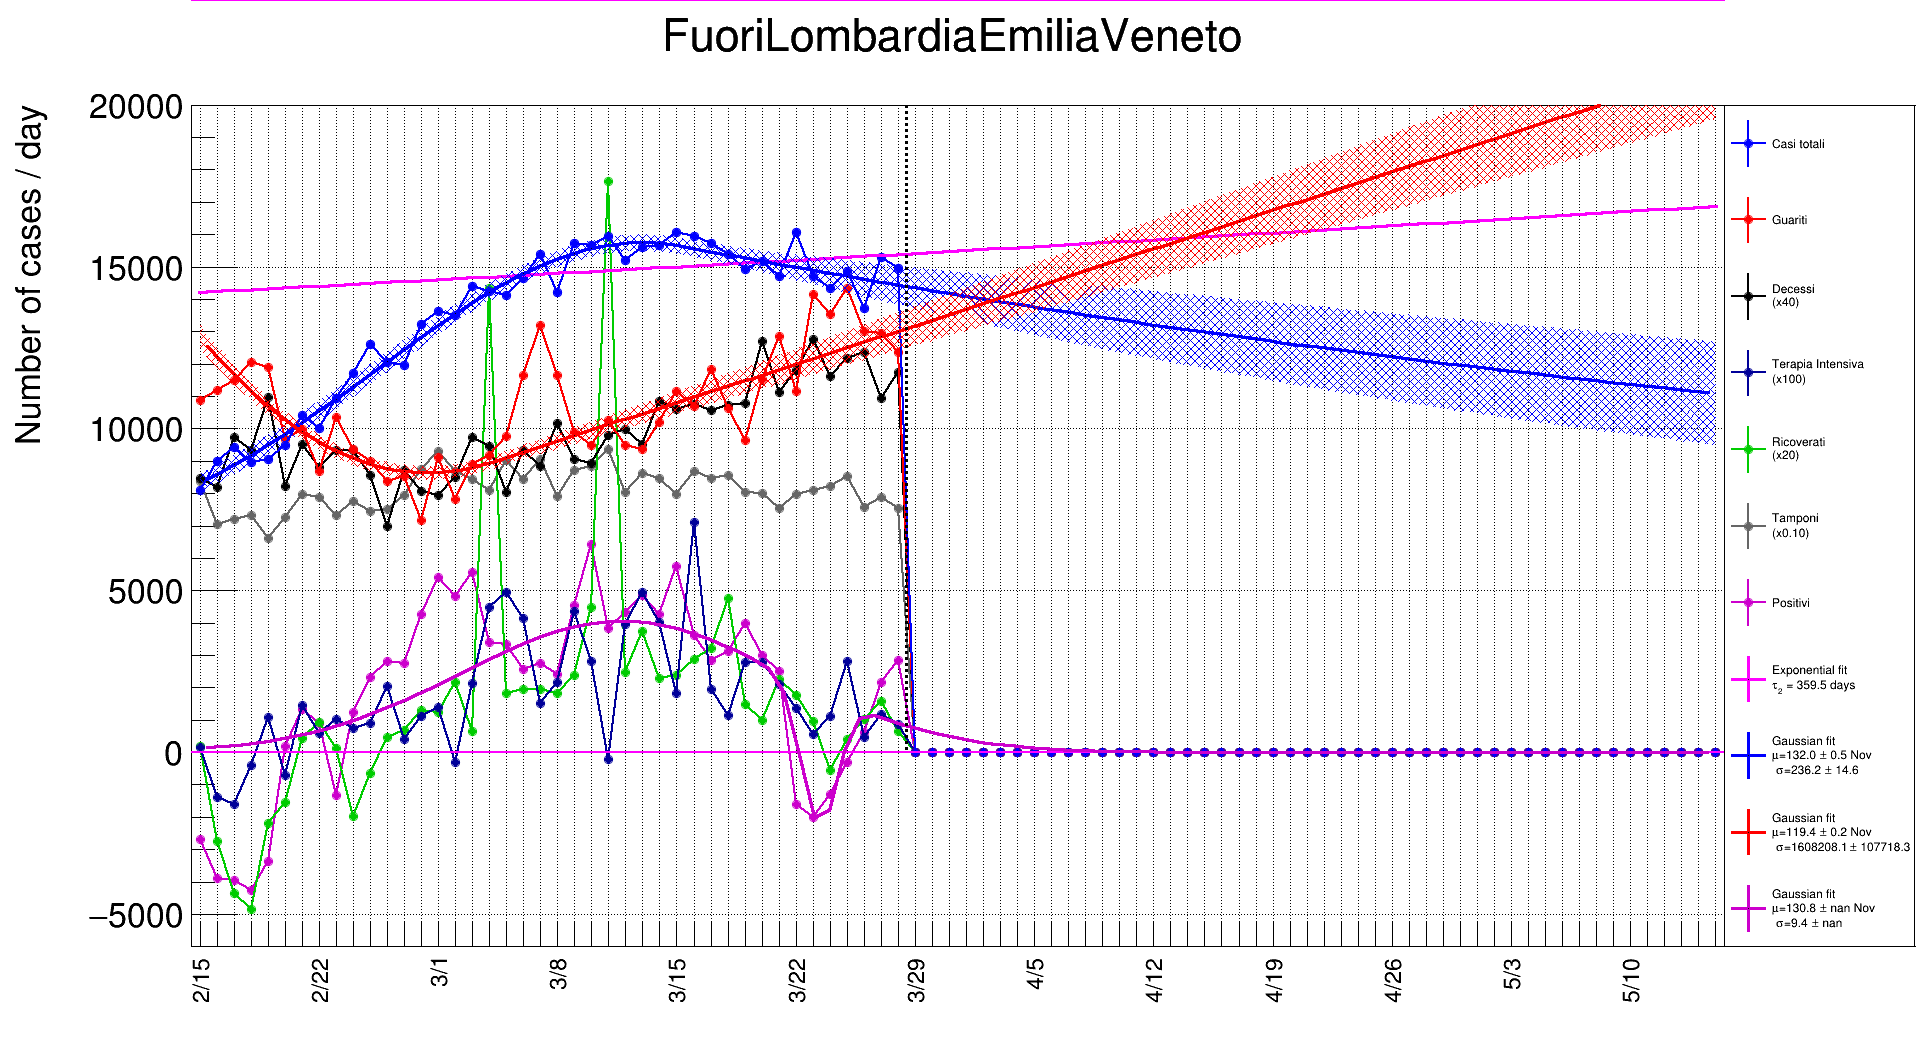 FuoriLombardiaEmiliaVeneto
Number of cases / day
20000
15000
10000
5000
0
−5000
2/15
2/22
3/1
3/8
3/15
3/22
3/29
4/5
4/12
4/19
4/26
5/3
5/10
Casi totali
Guariti
Decessi
(x40)
Terapia Intensiva
(x100)
Ricoverati
(x20)
Tamponi
(x0.10)
Positivi
Exponential fit
τ₂ = 359.5 days
Gaussian fit
μ=132.0 ± 0.5 Nov
σ=236.2 ± 14.6
Gaussian fit
μ=119.4 ± 0.2 Nov
σ=1608208.1 ± 107718.3
Gaussian fit
μ=130.8 ± nan Nov
σ=9.4 ± nan